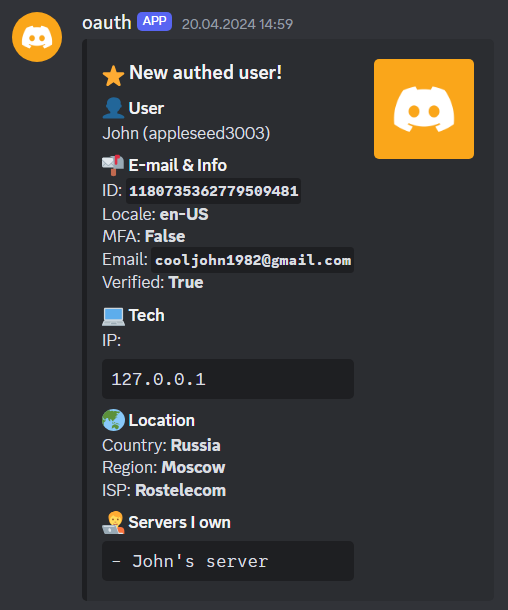 oauth APP 20.04.2024 14:59
New authed user!
User
John (appleseed3003)
E-mail & Info
ID: 1180735362779509481
Locale: en-US
MFA: False
Email: cooljohn1982@gmail.com
Verified: True
Tech
IP:
127.0.0.1
Location
Country: Russia
Region: Moscow
ISP: Rostelecom
Servers I own
- John's server